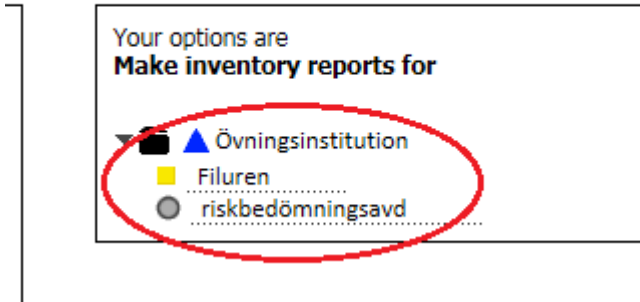 Your options are
Make inventory reports for
Övningsinstitution
Filuren
riskbedömningsavd